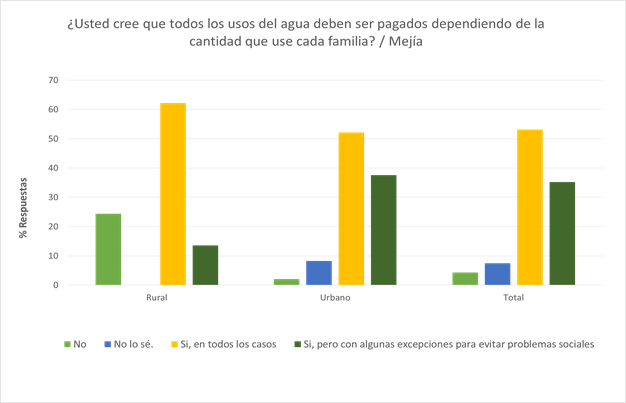 ¿Usted cree que todos los usos del agua deben ser pagados dependiendo de la
cantidad que use cada familia? / Mejía
70
60
50
40
30
20
10
0
% Respuestas
Rural Urbano Total
No No lo sé. Si, en todos los casos Si, pero con algunas excepciones para evitar problemas sociales